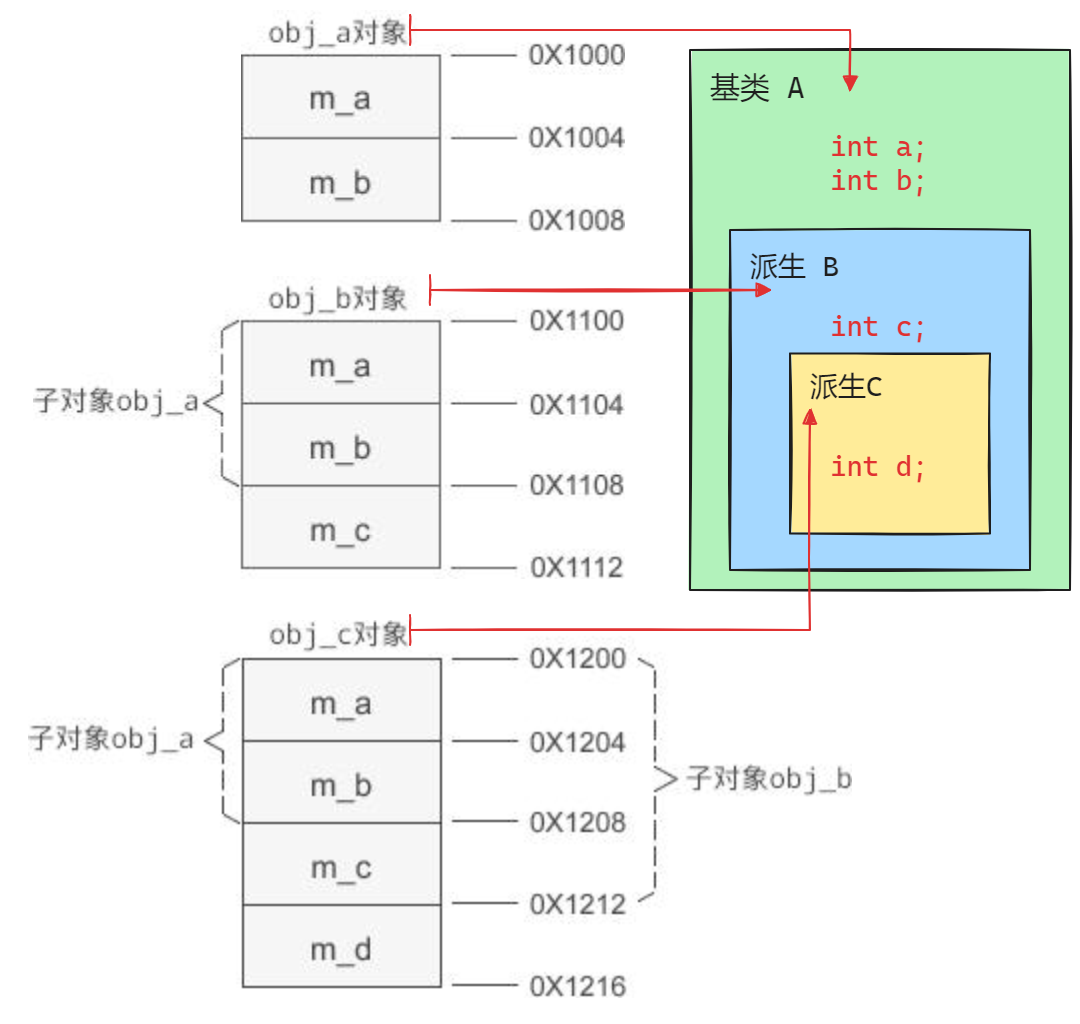 obj_a对象
0X1000
m_a
0X1004
m_b
0X1008
基类 A
int a;
int b;
派生 B
int c;
派生C
int d;
obj_b对象
0X1100
m_a
子对象obj_a
0X1104
m_b
0X1108
m_c
0X1112
obj_c对象
0X1200
m_a
子对象obj_a
0X1204
子对象obj_b
m_b
0X1208
m_c
0X1212
m_d
0X1216